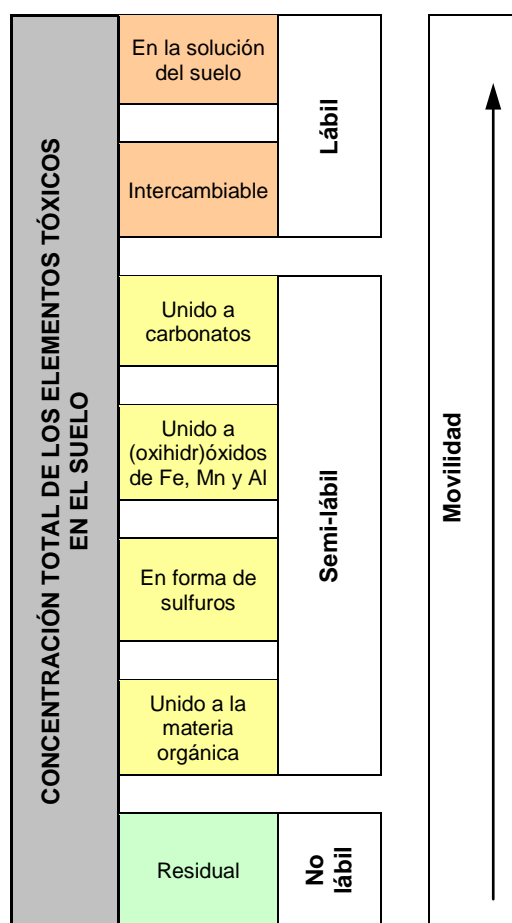 CONCENTRACIÓN TOTAL DE LOS ELEMENTOS TÓXICOS
EN EL SUELO
En la solución
del suelo
Intercambiable
Lábil
Unido a
carbonatos
Unido a
(oxihidr)óxidos
de Fe, Mn y Al
En forma de
sulfuros
Unido a la
materia
orgánica
Semi-lábil
Residual
No
lábil
Movilidad